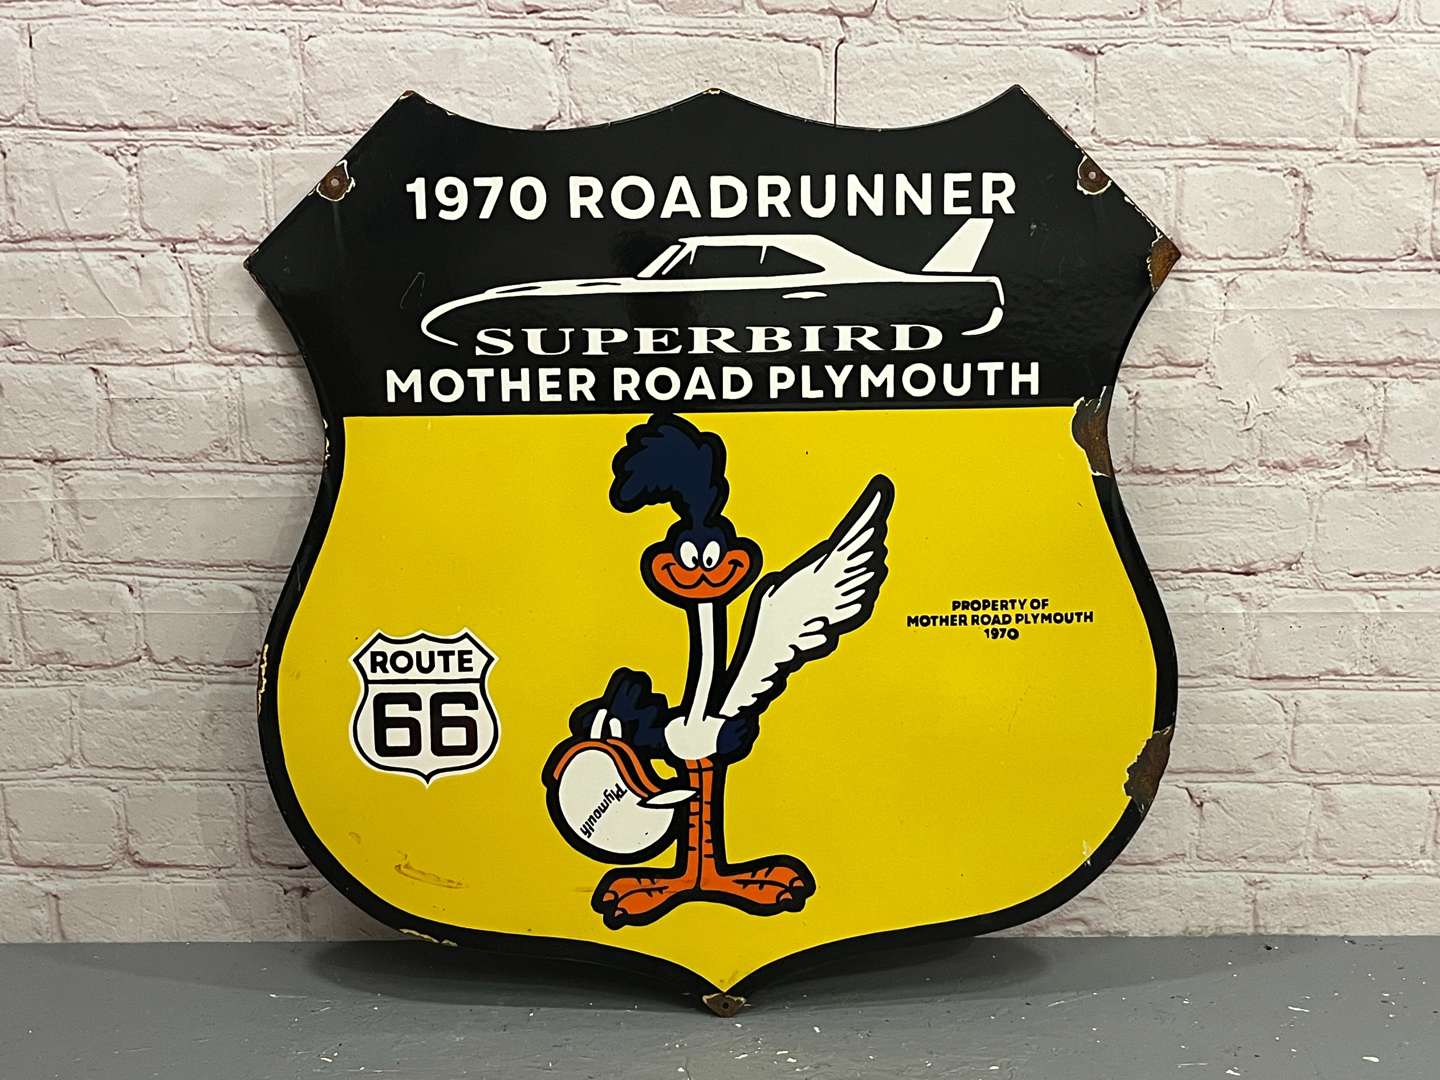 1970 ROADRUNNER
SUPERBIRD
MOTHER ROAD PLYMOUTH
PROPERTY OF
MOTHER ROAD PLYMOUTH
1970
ROUTE
66
Plymouth